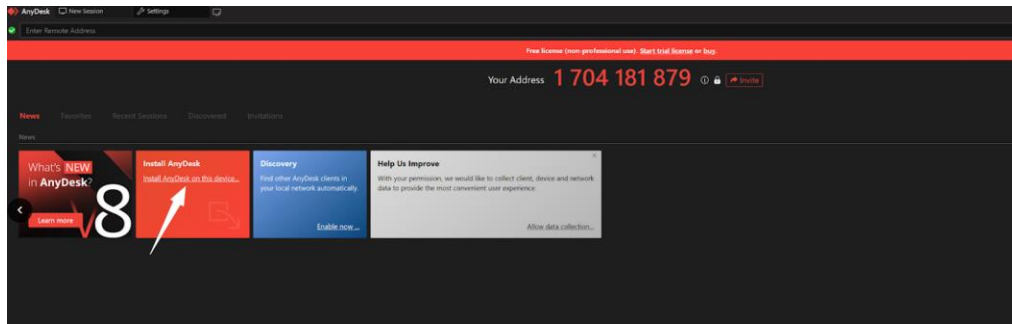 AnyDesk New Session Settings
Enter Remote Address
Free license (non-professional use). Start trial license or buy.
Your Address 1 704 181 879 Invite
News Favorites Recent Sessions Discovered Invitations
News
What's NEW
in AnyDesk?
V8
Learn more
Install AnyDesk
Install AnyDesk on this device...
Discovery
Find other AnyDesk clients in
your local network automatically.
Enable now ...
Help Us Improve
With your permission, we would like to collect client, device and network
data to provide the most convenient user experience.
Allow data collection...